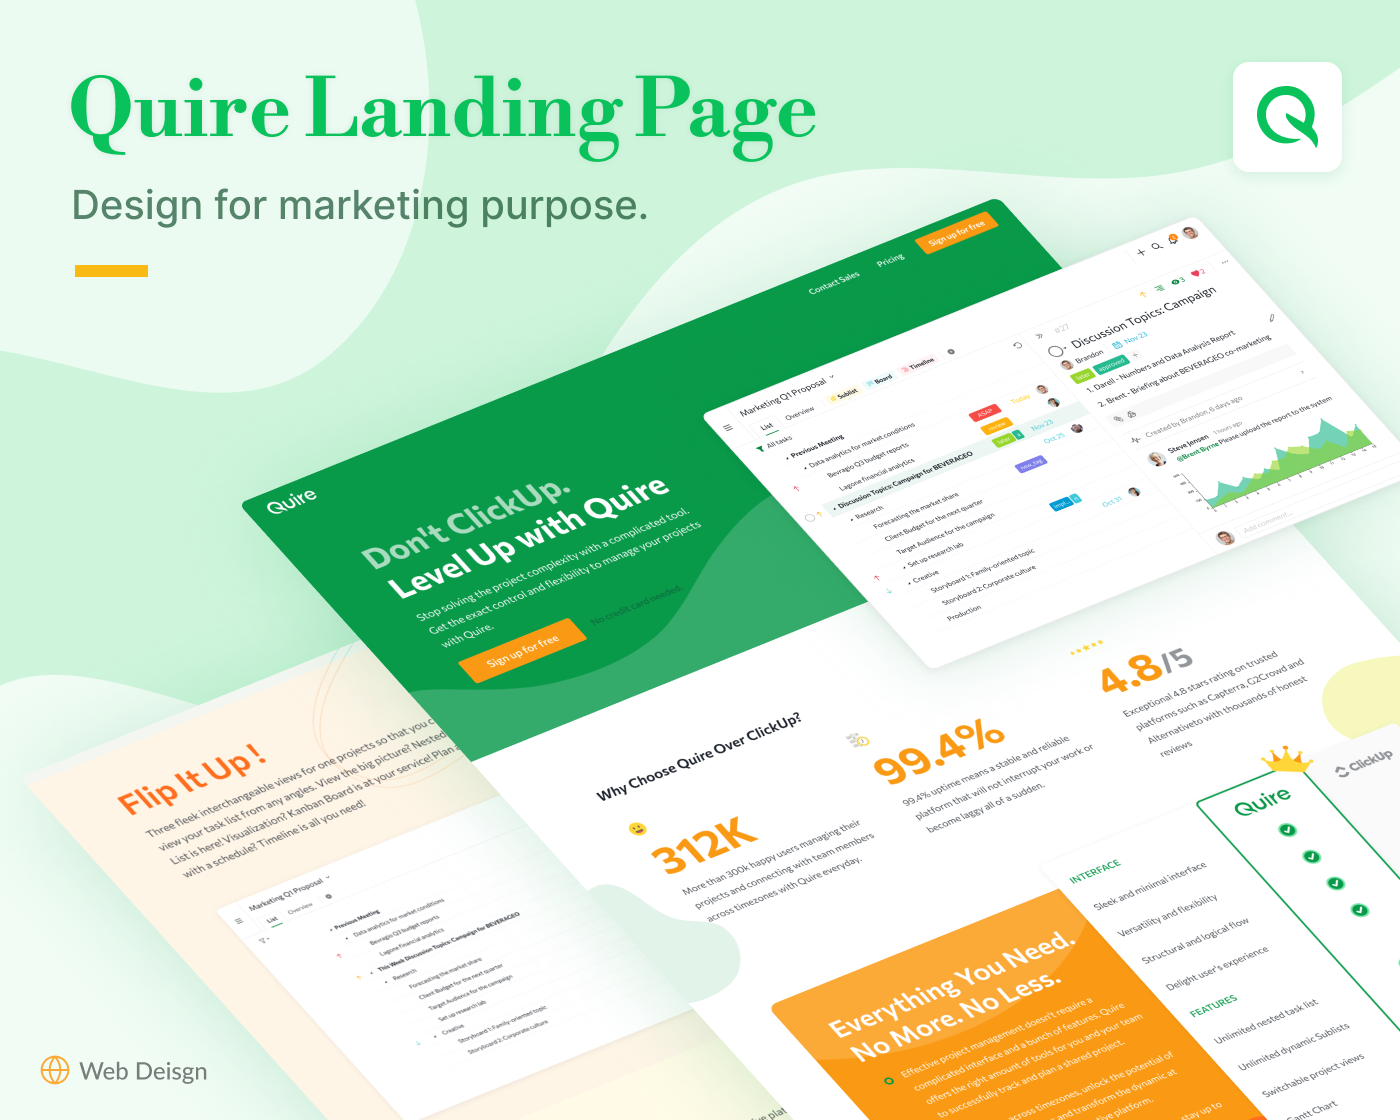 Quire Landing Page
Design for marketing purpose.
Contact Sales
Pricing
Sign up for free
Quire
Don't ClickUp.
Level Up with Quire
Stop solving the project complexity with a complicated tool.
Get the exact control and flexibility to manage your projects
with Quire.
Sign up for free
No credit card needed.
Marketing Q1 Proposal
List
Overview
Sublist
Board
Timeline
All tasks
Previous Meeting
Data analytics for market conditions
ASAP
Today
Bevragio Q3 budget reports
review
Lagone financial analytics
later
Nov 23
Discussion Topics: Campaign for BEVERAGEO
Oct 25
Research
Forecasting the market share
new_tag
Client Budget for the next quarter
Target Audience for the campaign
Set up research lab
Oct 31
Creative
Storyboard 1: Family-oriented topic
Storyboard 2: Corporate culture
Production
#27
3
2
Discussion Topics: Campaign
Brandon
Nov 23
later
approved
1. Darell - Numbers and Data Analysis Report
2. Brent - Briefing about BEVERAGEO co-marketing
Created by Brandon, 6 days ago
Steve Jensen
@Brent Byrne Please upload the report to the system
Add comment...
Why Choose Quire Over ClickUp?
312K
More than 300k happy users managing their
projects and connecting with team members
across timezones with Quire everyday.
99.4%
99.4% uptime means a stable and reliable
platform that will not interrupt your work or
become laggy all of a sudden.
4.8/5
Exceptional 4.8 stars rating on trusted
platforms such as Capterra, G2Crowd and
Alternativeto with thousands of honest
reviews
Flip It Up !
Three fleek interchangeable views for one projects so that you c
view your task list from any angles. View the big picture? Nested
List is here! Visualization? Kanban Board is at your service! Plan a
with a schedule? Timeline is all you need!
Marketing Q1 Proposal
List
Overview
Previous Meeting
Data analytics for market conditions
Bevragio Q3 budget reports
Lagone financial analytics
This Week Discussion Topics: Campaign for BEVERAGEO
Research
Forecasting the market share
Client Budget for the next quarter
Target Audience for the campaign
Set up research lab
Creative
Storyboard 1: Family-oriented topic
Storyboard 2: Corporate culture
Everything You Need.
No More. No Less.
Effective project management doesn't require a
complicated interface and a bunch of features. Quire
offers the right amount of tools for you and your team
to successfully track and plan a shared project.
across timezones, unlock the potential of
and transform the dynamic at
platform.
stay us to
Quire
ClickUp
INTERFACE
Sleek and minimal interface
Versatility and flexibility
Structural and logical flow
Delight user's experience
FEATURES
Unlimited nested task list
Unlimited dynamic Sublists
Switchable project views
Gantt Chart
Web Deisgn